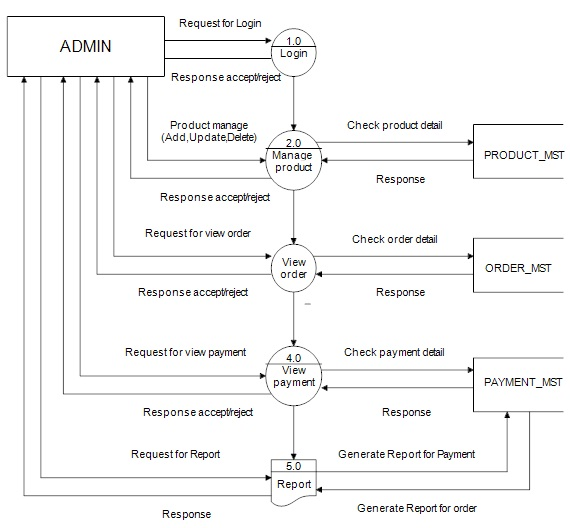 Request for Login
ADMIN
1.0
Login
Response accept/reject
Product manage
(Add,Update,Delete)
Check product detail
2.0
Manage
product
PRODUCT_MST
Response
Response accept/reject
Request for view order
Check order detail
View
order
ORDER_MST
Response accept/reject
Response
Request for view payment
Check payment detail
4.0
View
payment
PAYMENT_MST
Response accept/reject
Response
Request for Report
Generate Report for Payment
5.0
Report
Response
Generate Report for order